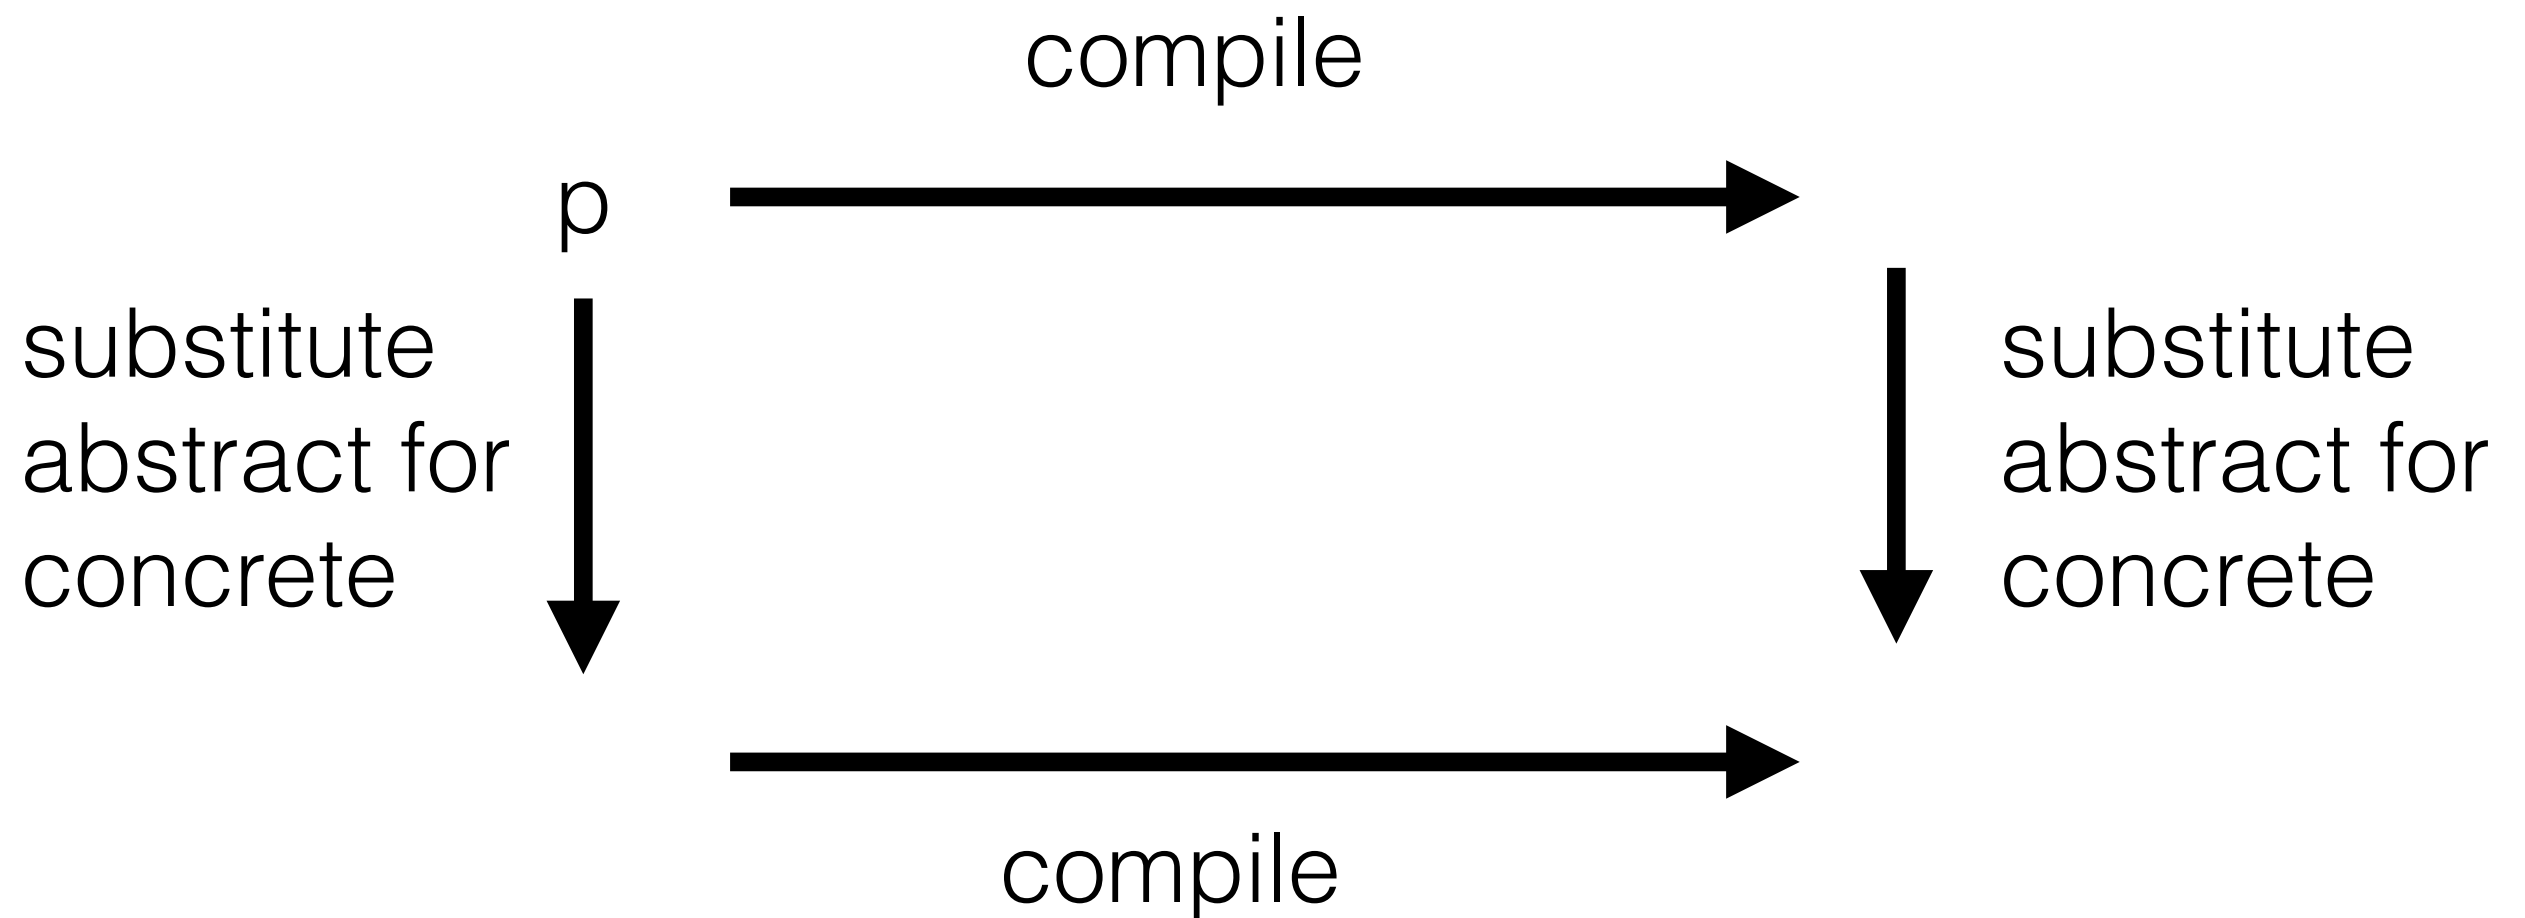 compile
p
substitute
abstract for
concrete
substitute
abstract for
concrete
compile